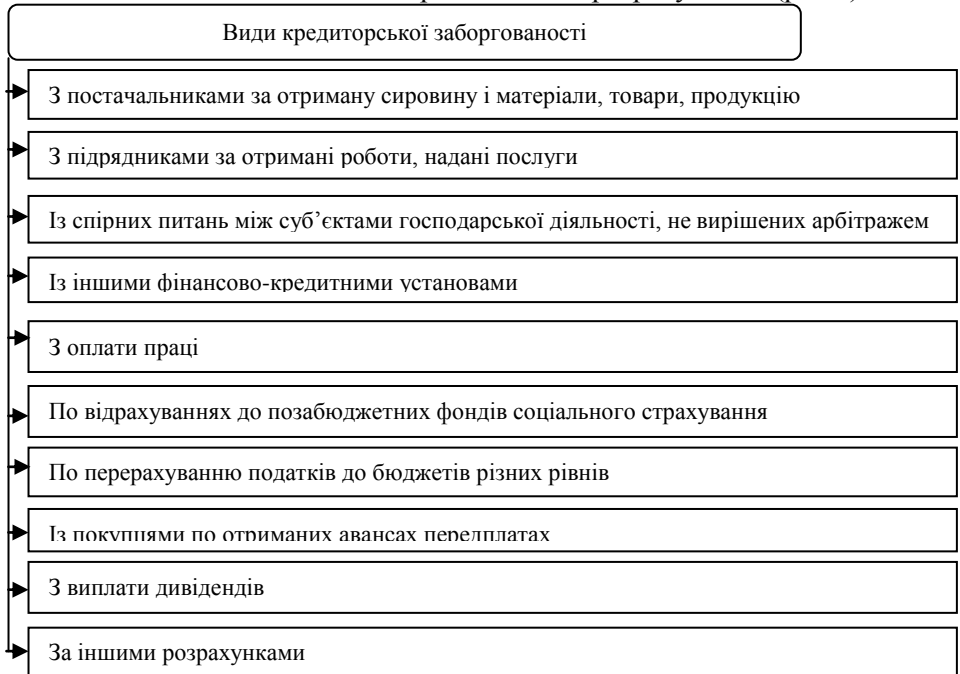 Види кредиторської заборгованості
З постачальниками за отриману сировину і матеріали, товари, продукцію
З підрядниками за отримані роботи, надані послуги
Із спірних питань між суб’єктами господарської діяльності, не вирішених арбітражем
Із іншими фінансово-кредитними установами
З оплати праці
По відрахуваннях до позабюджетних фондів соціального страхування
По перерахуванню податків до бюджетів різних рівнів
Із покупцями по отриманих авансах передплатах
З виплати дивідендів
За іншими розрахунками